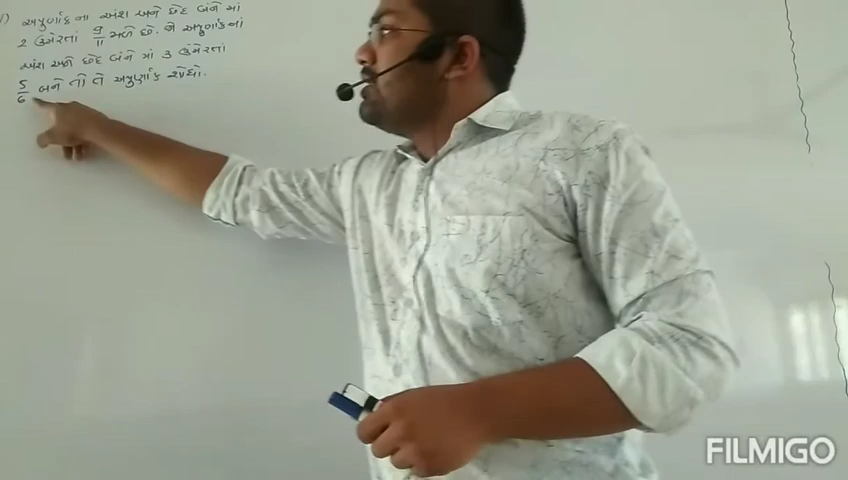 1) અપૂર્ણાંક ના અંશ અને છેદ બંને માં
2 ઉમેરતાં 9/11 મળે છે. જો અપૂર્ણાંકનાં
અંશ અને છેદ બંને માં 3 ઉમેરતાં
5/6 બને તો તે અપૂર્ણાંક શોધો.
FILMIGO